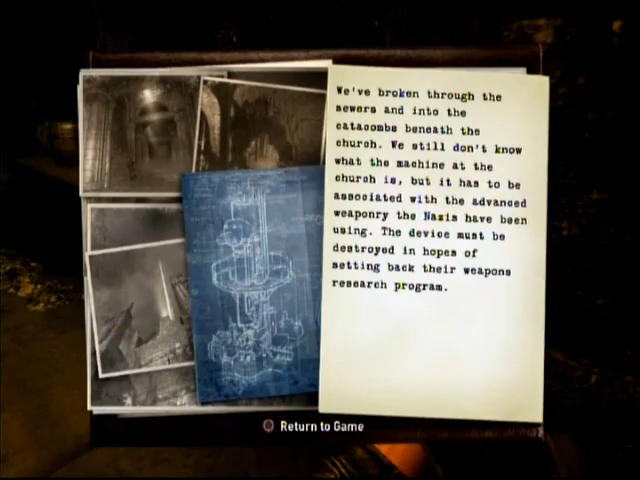 We've broken through the
sewers and into the
catacombs beneath the
church. We still don't know
what the machine at the
church is, but it has to be
associated with the advanced
weaponry the Nazis have been
using. The device must be
destroyed in hopes of
setting back their weapons
research program.
Return to Game